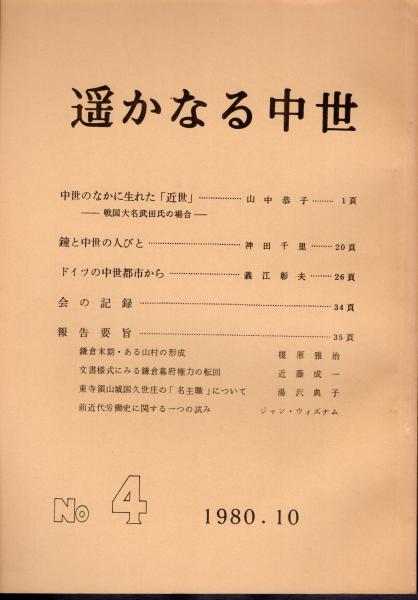 遥かなる中世
中世のなかに生れた「近世」……………… 山中恭子 ……… 1頁
―― 戦国大名武田氏の場合 ―
鐘と中世の人びと ……………………… 神田千里 ……… 20頁
ドイツの中世都市から ……………………… 義江彰夫 ……… 26頁
会の記録 ……………………………………………… 34頁
報告要旨 ……………………………………………… 35頁
鎌倉末期・ある山村の形成 榎原雅治
文書様式にみる鎌倉幕府権力の転回 近藤成一
東寺領山城国久世庄の「名主職」について 湯沢典子
前近代労働史に関する一つの試み ジャン・ウィズナム
No 4 1980.10